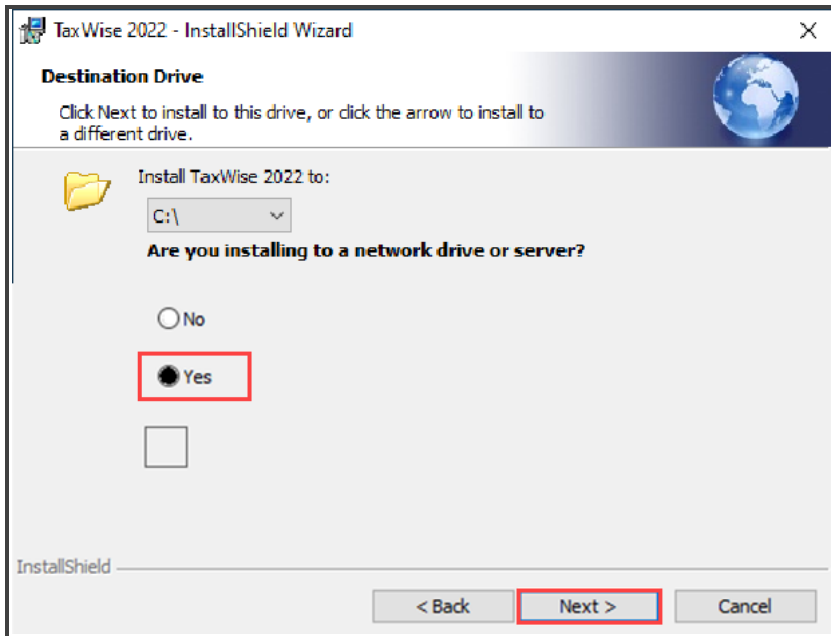 TaxWise 2022 - InstallShield Wizard
Destination Drive
Click Next to install to this drive, or click the arrow to install to
a different drive.
Install TaxWise 2022 to:
C:\
Are you installing to a network drive or server?
No
Yes
InstallShield
< Back
Next >
Cancel